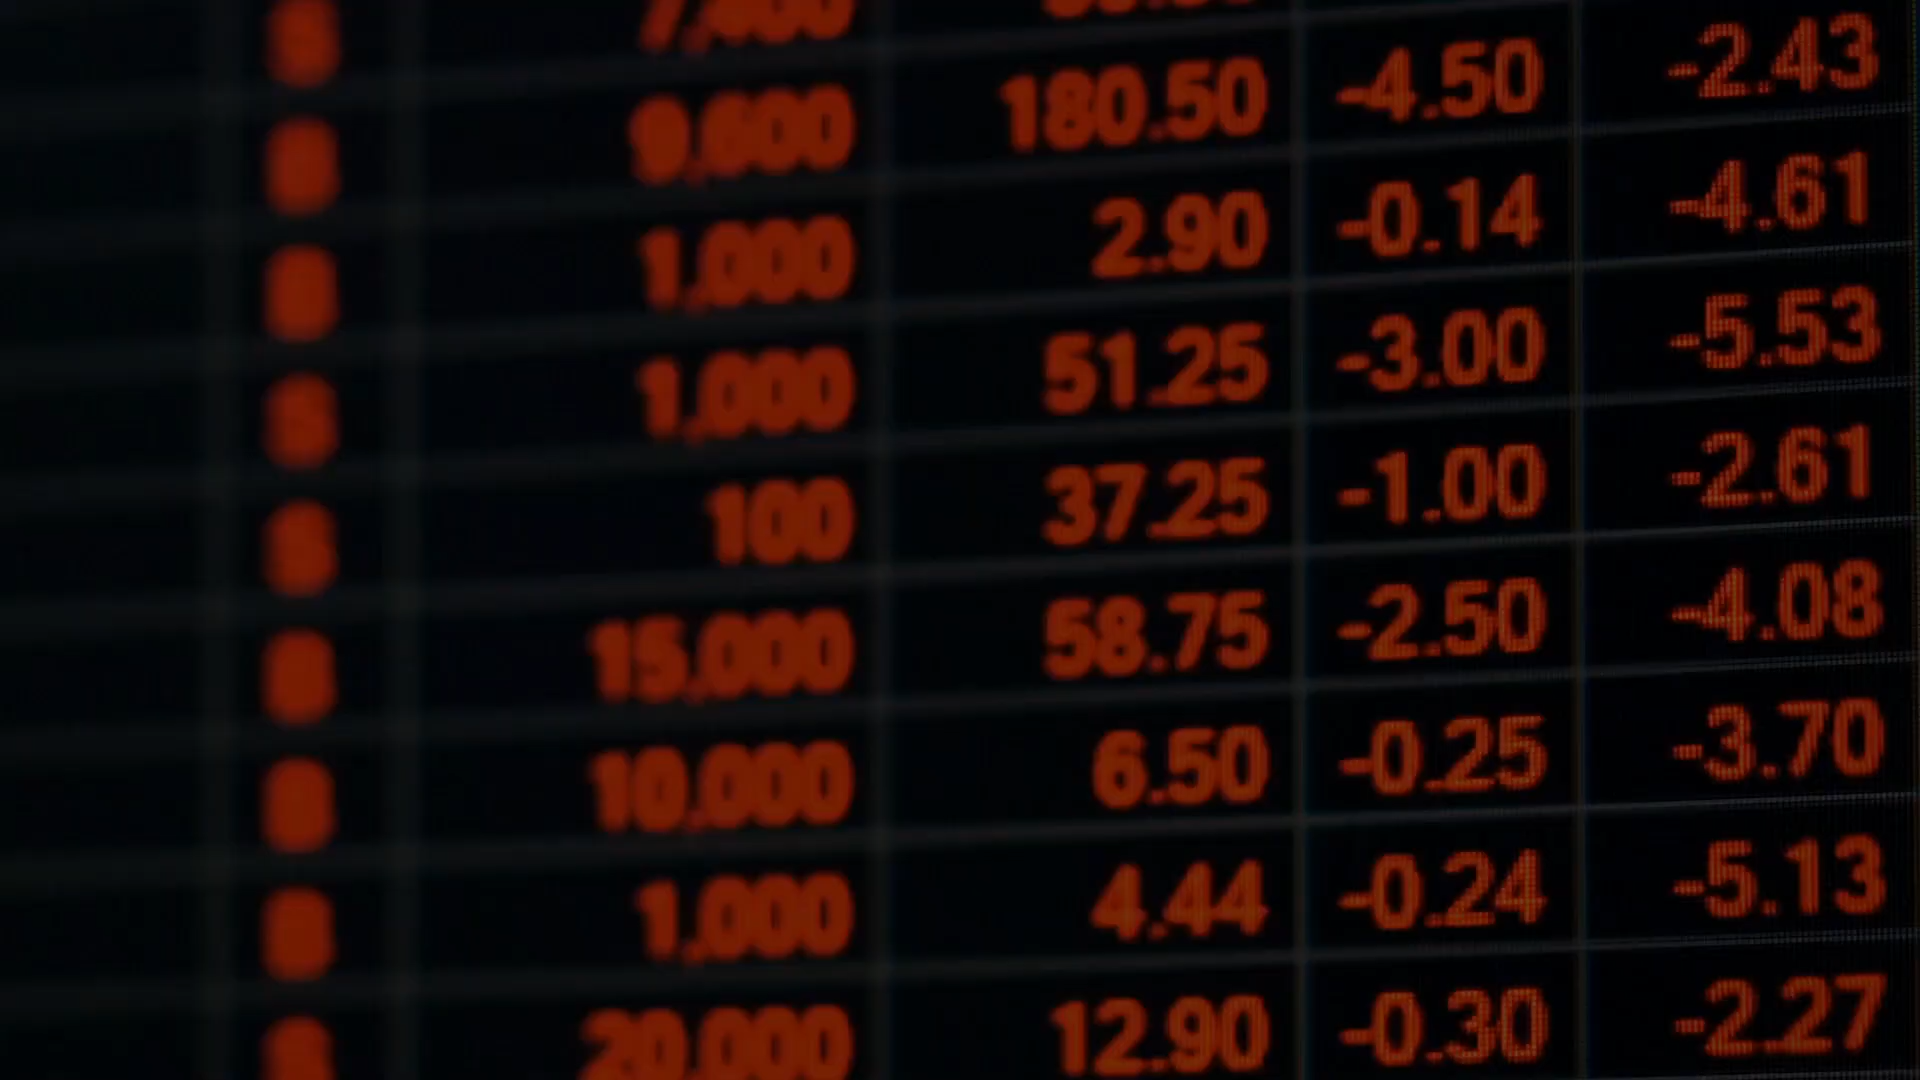 9,600 180.50 -4.50 -2.43
1,000 2.90 -0.14 -4.61
1,000 51.25 -3.00 -5.53
100 37.25 -1.00 -2.61
15,000 58.75 -2.50 -4.08
10,000 6.50 -0.25 -3.70
1,000 4.44 -0.24 -5.13
20,000 12.90 -0.30 -2.27